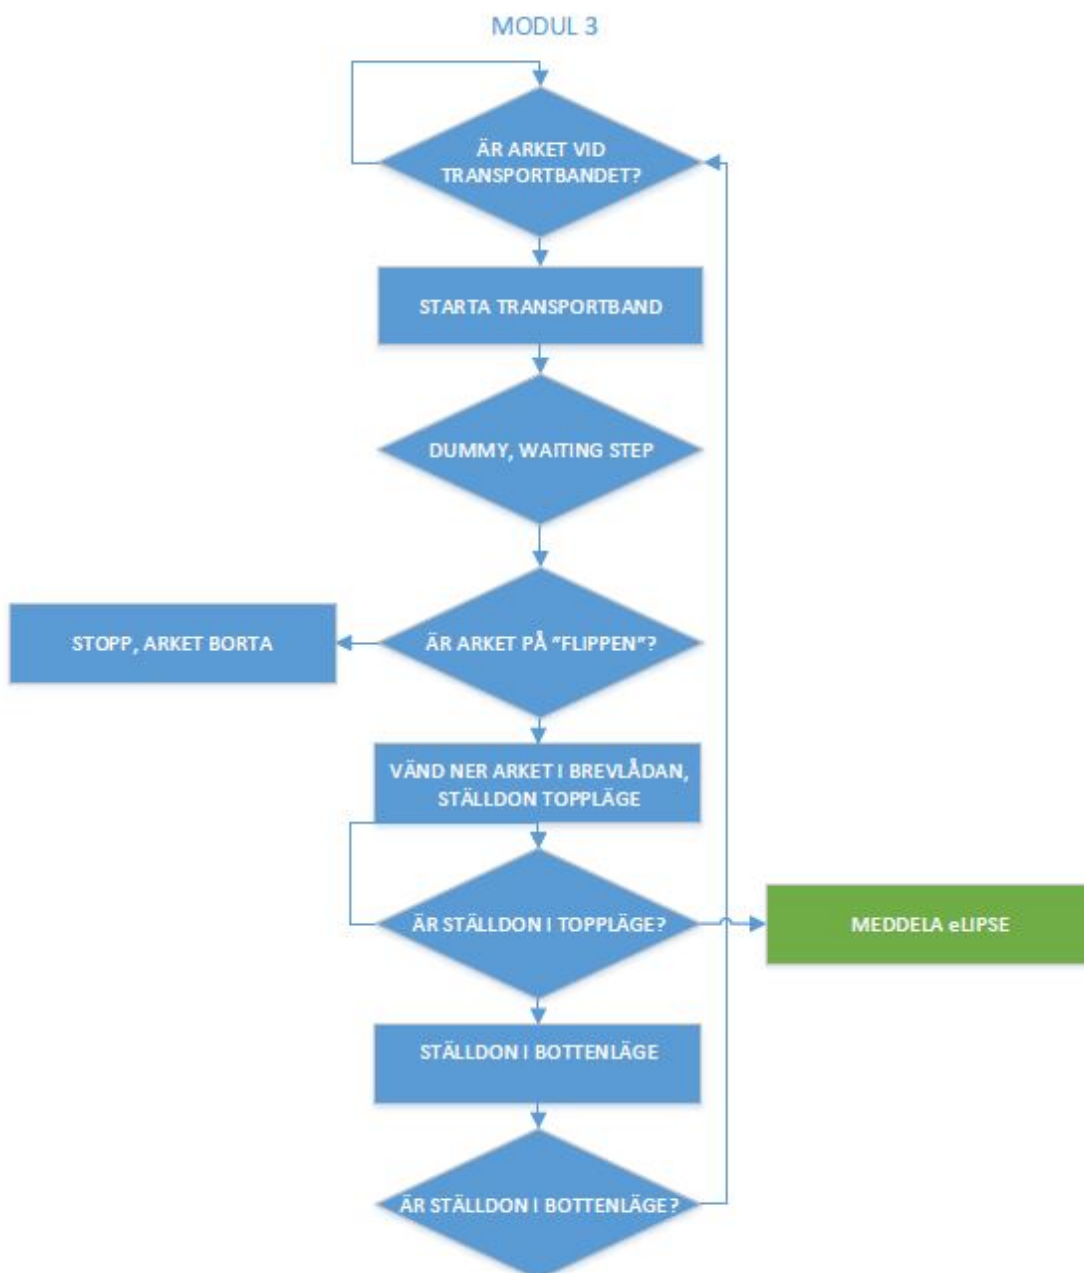 MODUL 3
ÄR ARKET VID
TRANSPORTBANDET?
STARTA TRANSPORTBAND
DUMMY, WAITING STEP
STOPP, ARKET BORTA
ÄR ARKET PÅ ”FLIPPEN”?
VÄND NER ARKET I BREVLÅDAN,
STÄLLDON TOPPLÄGE
ÄR STÄLLDON I TOPPLÄGE?
MEDDELA eLIPSE
STÄLLDON I BOTTENLÄGE
ÄR STÄLLDON I BOTTENLÄGE?